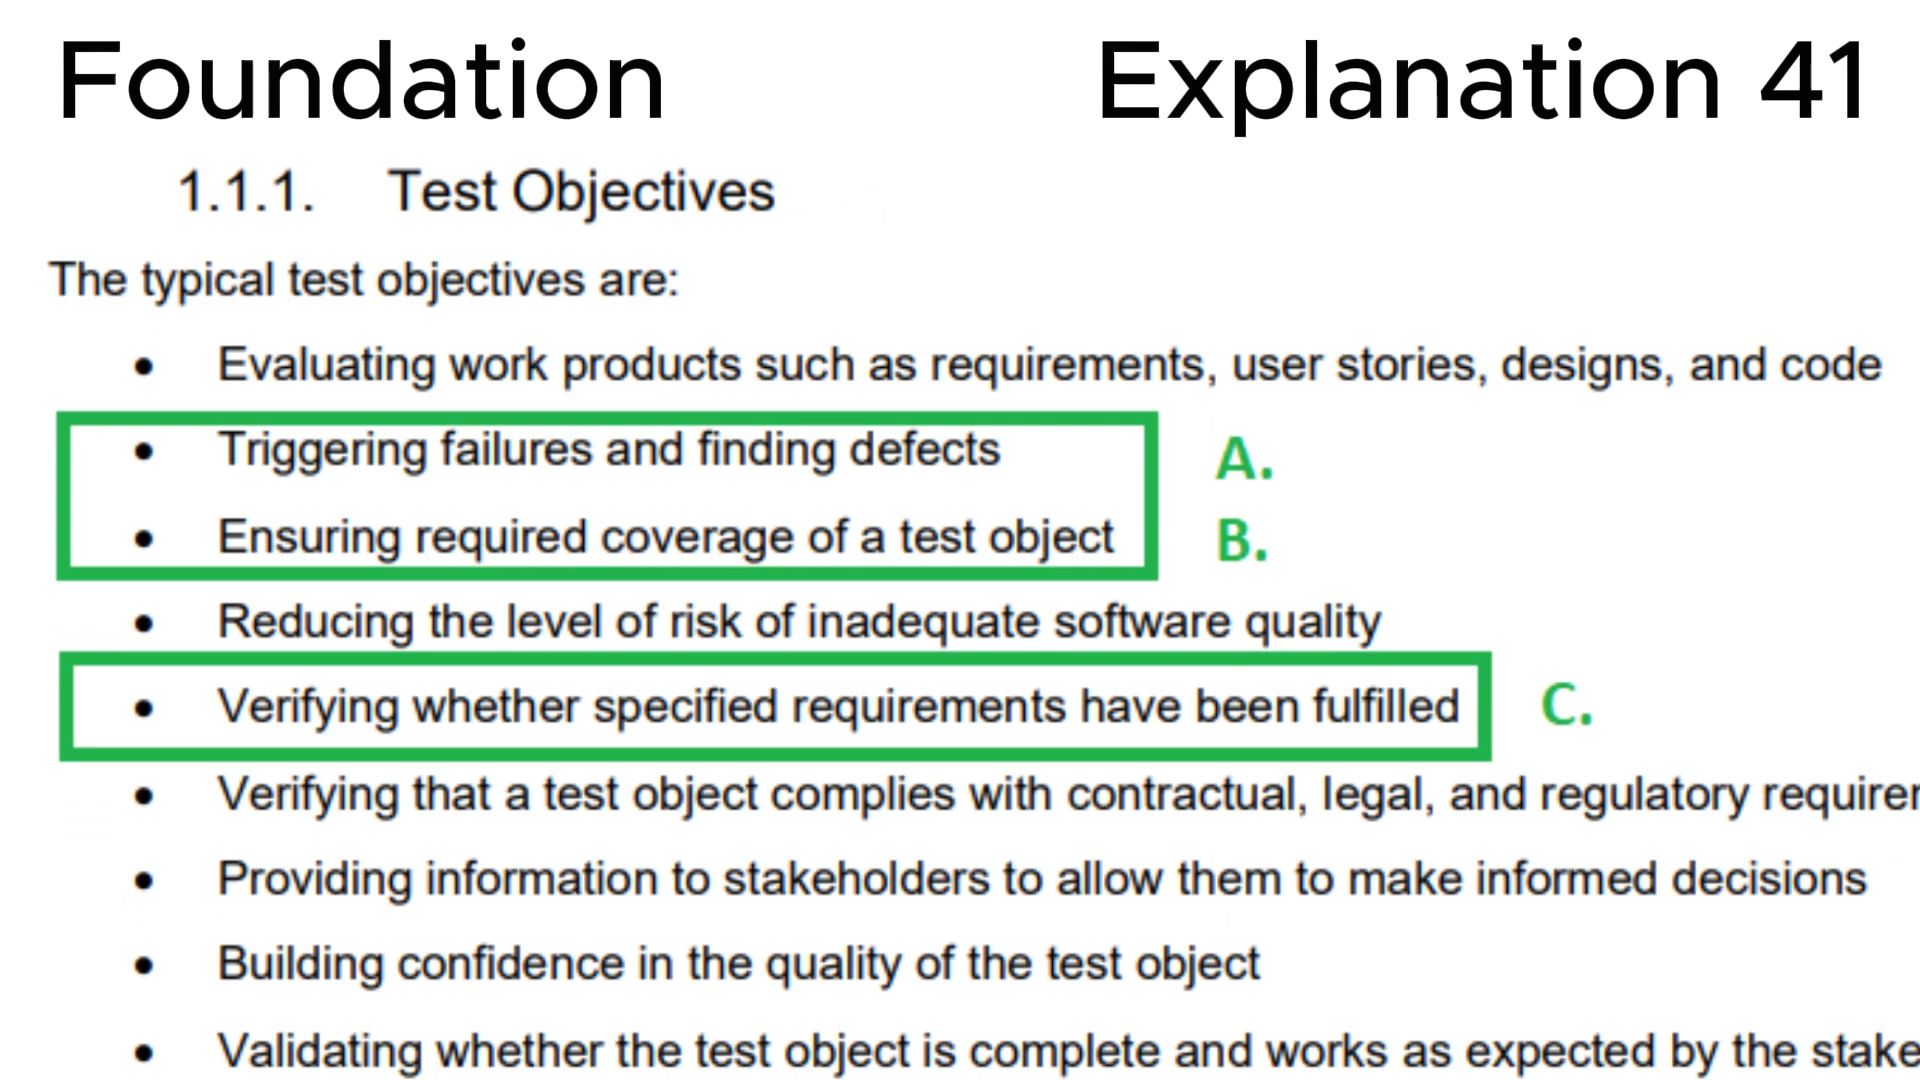 Foundation Explanation 41
1.1.1. Test Objectives
The typical test objectives are:
• Evaluating work products such as requirements, user stories, designs, and code
• Triggering failures and finding defects A.
• Ensuring required coverage of a test object B.
• Reducing the level of risk of inadequate software quality
• Verifying whether specified requirements have been fulfilled C.
• Verifying that a test object complies with contractual, legal, and regulatory
• Providing information to stakeholders to allow them to make informed decisions
• Building confidence in the quality of the test object
• Validating whether the test object is complete and works as expected by the